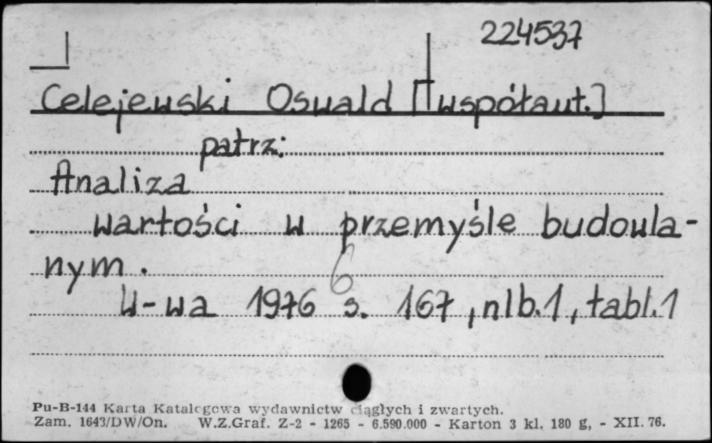 224537
Celejewski Oswald [współaut.]
patrz:
Analiza
wartości w przemyśle budowla-
nym.
6
W-wa 1976 s. 167, nlb.1, tabl.1
Pu-B-144 Karta Katalogowa wydawnictw ciągłych i zwartych.
Zam. 1643/DW/On. W.Z.Graf. Z-2 - 1265 - 6.590.000 - Karton 3 kl. 180 g, - XII. 76.